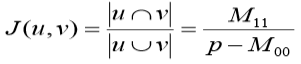 J(u,v) = |u ∩ v| / |u ∪ v| = M₁₁ / (p − M₀₀)